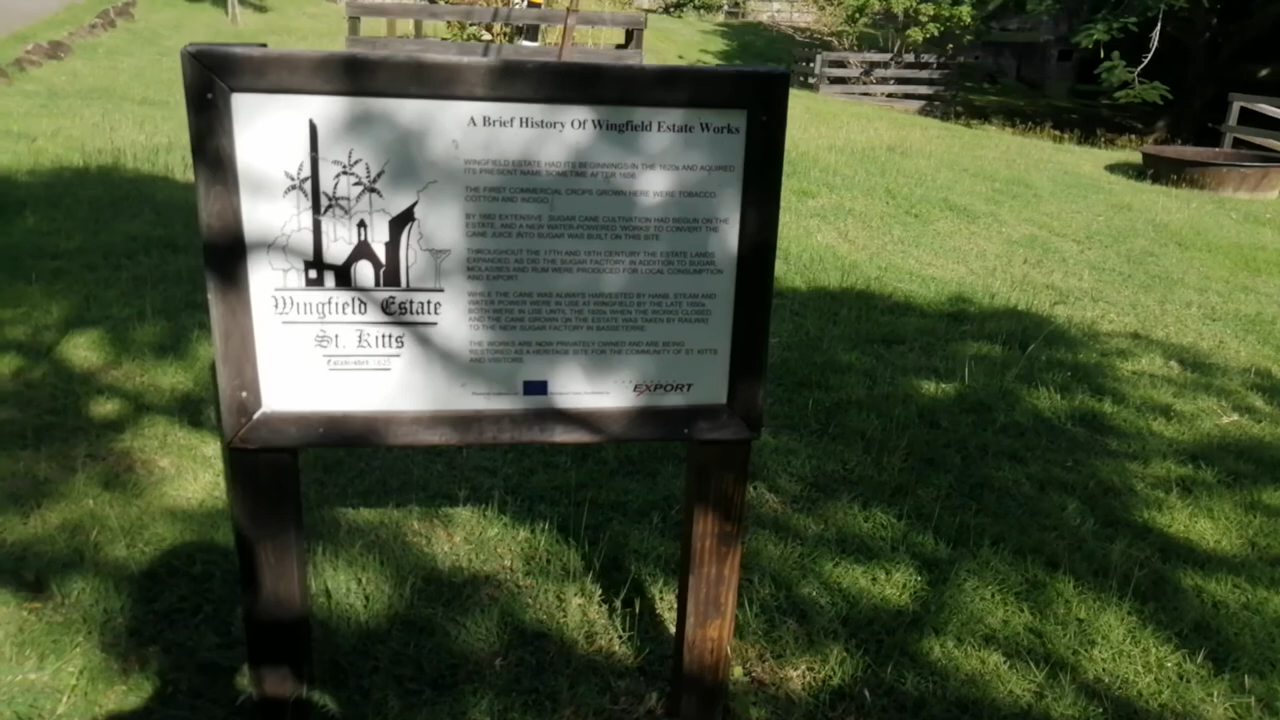 A Brief History Of Wingfield Estate Works
WINGFIELD ESTATE HAD ITS BEGINNINGS IN THE 1620s AND AQUIRED
ITS PRESENT NAME SOMETIME AFTER 1656.
THE FIRST COMMERCIAL CROPS GROWN HERE WERE TOBACCO
COTTON AND INDIGO.
BY 1682 EXTENSIVE SUGAR CANE CULTIVATION HAD BEGUN ON THE
ESTATE, AND A NEW WATER-POWERED 'WORKS' TO CONVERT THE
CANE JUICE INTO SUGAR WAS BUILT ON THIS SITE.
THROUGHOUT THE 17TH AND 18TH CENTURY THE ESTATE LANDS
EXPANDED, AS DID THE SUGAR FACTORY. IN ADDITION TO SUGAR,
MOLASSES AND RUM WERE PRODUCED FOR LOCAL CONSUMPTION
AND EXPORT.
WHILE THE CANE WAS ALWAYS HARVESTED BY HAND, STEAM AND
WATER POWER WERE IN USE AT WINGFIELD BY THE LATE 1800s.
BOTH WERE IN USE UNTIL THE 1920s WHEN THE WORKS CLOSED
AND THE CANE GROWN ON THE ESTATE WAS TAKEN BY RAILWAY
TO THE NEW SUGAR FACTORY IN BASSETERRE.
THE WORKS ARE NOW PRIVATELY OWNED AND ARE BEING
RESTORED AS A HERITAGE SITE FOR THE COMMUNITY OF ST. KITTS
AND VISITORS.
Wingfield Estate
St. Kitts
Established 1625
EXPORT